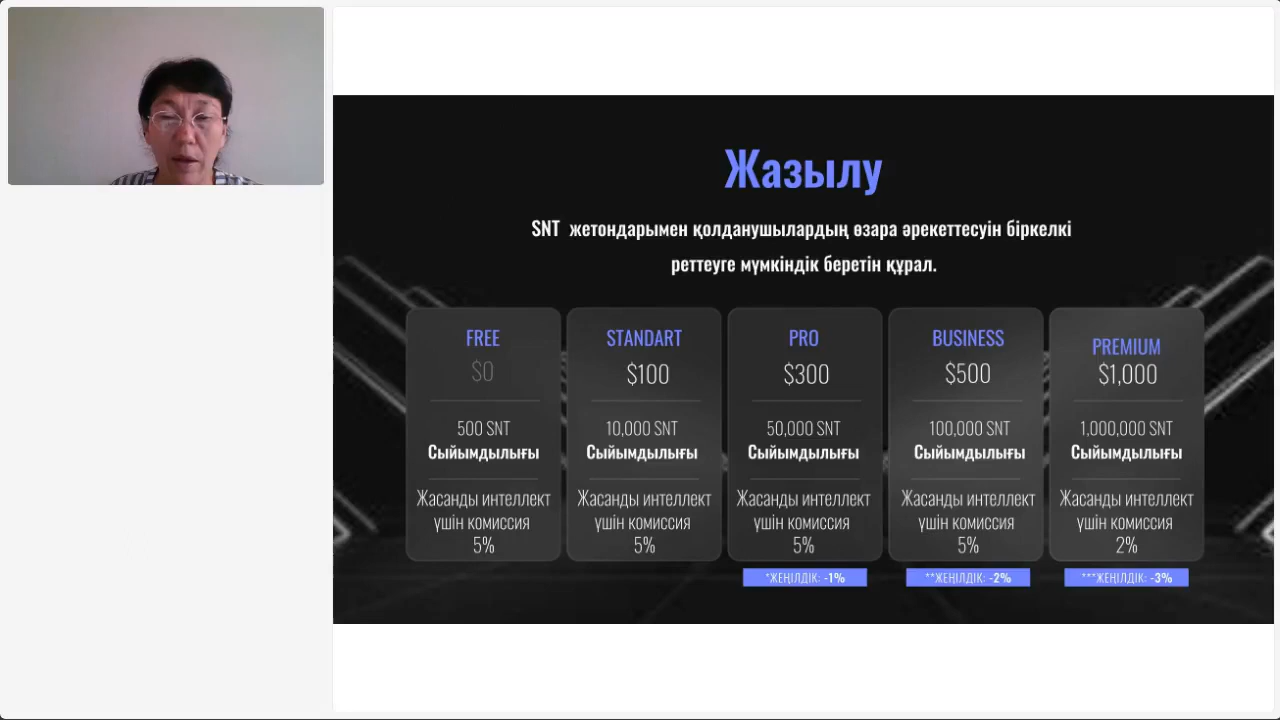 Жазылу
SNT жетондарымен қолданушылардың өзара әрекеттесуін біркелкі
реттеуге мүмкіндік беретін құрал.
FREE
$0
500 SNT
Сыйымдылығы
Жасанды интеллект
үшін комиссия
5%
STANDART
$100
10,000 SNT
Сыйымдылығы
Жасанды интеллект
үшін комиссия
5%
PRO
$300
50,000 SNT
Сыйымдылығы
Жасанды интеллект
үшін комиссия
5%
*ЖЕҢІЛДІК: -1%
BUSINESS
$500
100,000 SNT
Сыйымдылығы
Жасанды интеллект
үшін комиссия
5%
**ЖЕҢІЛДІК: -2%
PREMIUM
$1,000
1,000,000 SNT
Сыйымдылығы
Жасанды интеллект
үшін комиссия
2%
***ЖЕҢІЛДІК: -3%